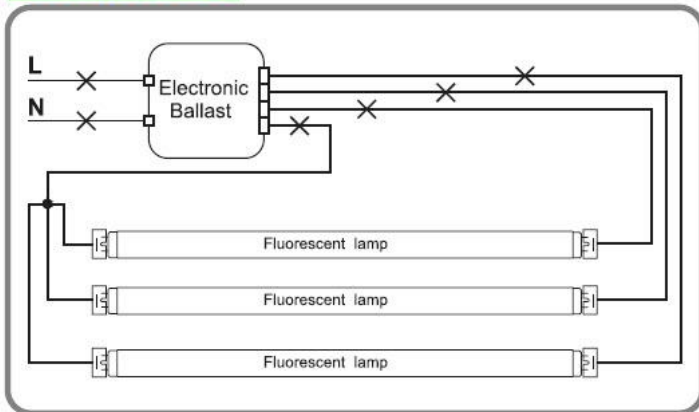 L
N
Electronic
Ballast
Fluorescent lamp
Fluorescent lamp
Fluorescent lamp